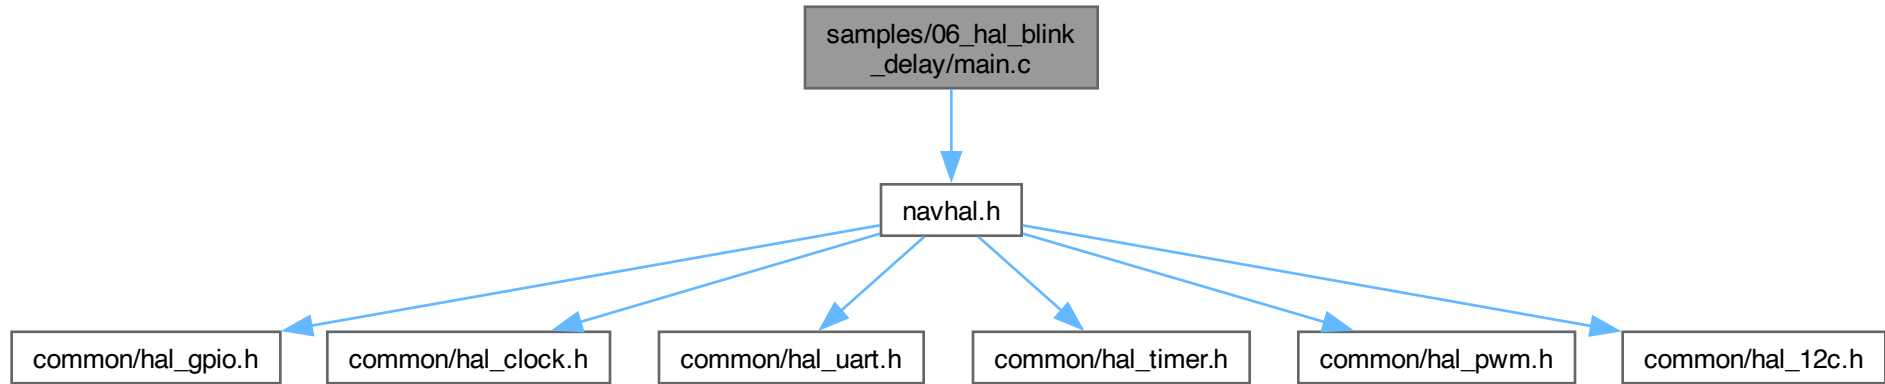 samples/06_hal_blink
_delay/main.c
navhal.h
common/hal_gpio.h
common/hal_clock.h
common/hal_uart.h
common/hal_timer.h
common/hal_pwm.h
common/hal_12c.h